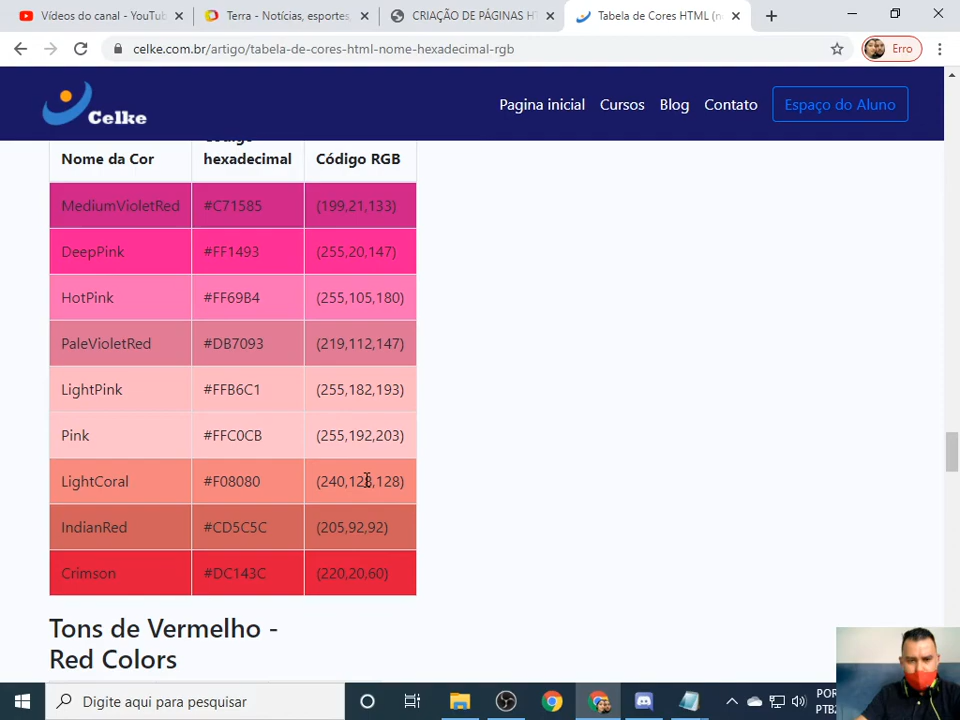 Vídeos do canal - YouTub
Terra - Notícias, esportes,
CRIAÇÃO DE PÁGINAS HT
Tabela de Cores HTML (n
celke.com.br/artigo/tabela-de-cores-html-nome-hexadecimal-rgb
Erro
Celke
Pagina inicial
Cursos
Blog
Contato
Espaço do Aluno
Nome da Cor
Código hexadecimal
Código RGB
MediumVioletRed #C71585 (199,21,133)
DeepPink #FF1493 (255,20,147)
HotPink #FF69B4 (255,105,180)
PaleVioletRed #DB7093 (219,112,147)
LightPink #FFB6C1 (255,182,193)
Pink #FFC0CB (255,192,203)
LightCoral #F08080 (240,128,128)
IndianRed #CD5C5C (205,92,92)
Crimson #DC143C (220,20,60)
Tons de Vermelho -
Red Colors
Digite aqui para pesquisar
POR
PTB2